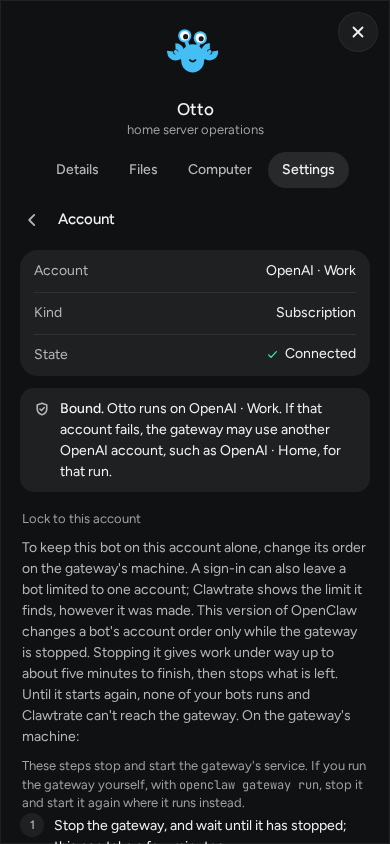 Otto
home server operations
Details Files Computer Settings
Account
Account OpenAI · Work
Kind Subscription
State Connected
Bound. Otto runs on OpenAI · Work. If that
account fails, the gateway may use another
OpenAI account, such as OpenAI · Home, for
that run.
Lock to this account
To keep this bot on this account alone, change its order
on the gateway's machine. A sign-in can also leave a
bot limited to one account; Clawtrate shows the limit it
finds, however it was made. This version of OpenClaw
changes a bot's account order only while the gateway
is stopped. Stopping it gives work under way up to
about five minutes to finish, then stops what is left.
Until it starts again, none of your bots runs and
Clawtrate can't reach the gateway. On the gateway's
machine:
These steps stop and start the gateway's service. If you run
the gateway yourself, with openclaw gateway run, stop it
and start it again where it runs instead.
1 Stop the gateway, and wait until it has stopped;